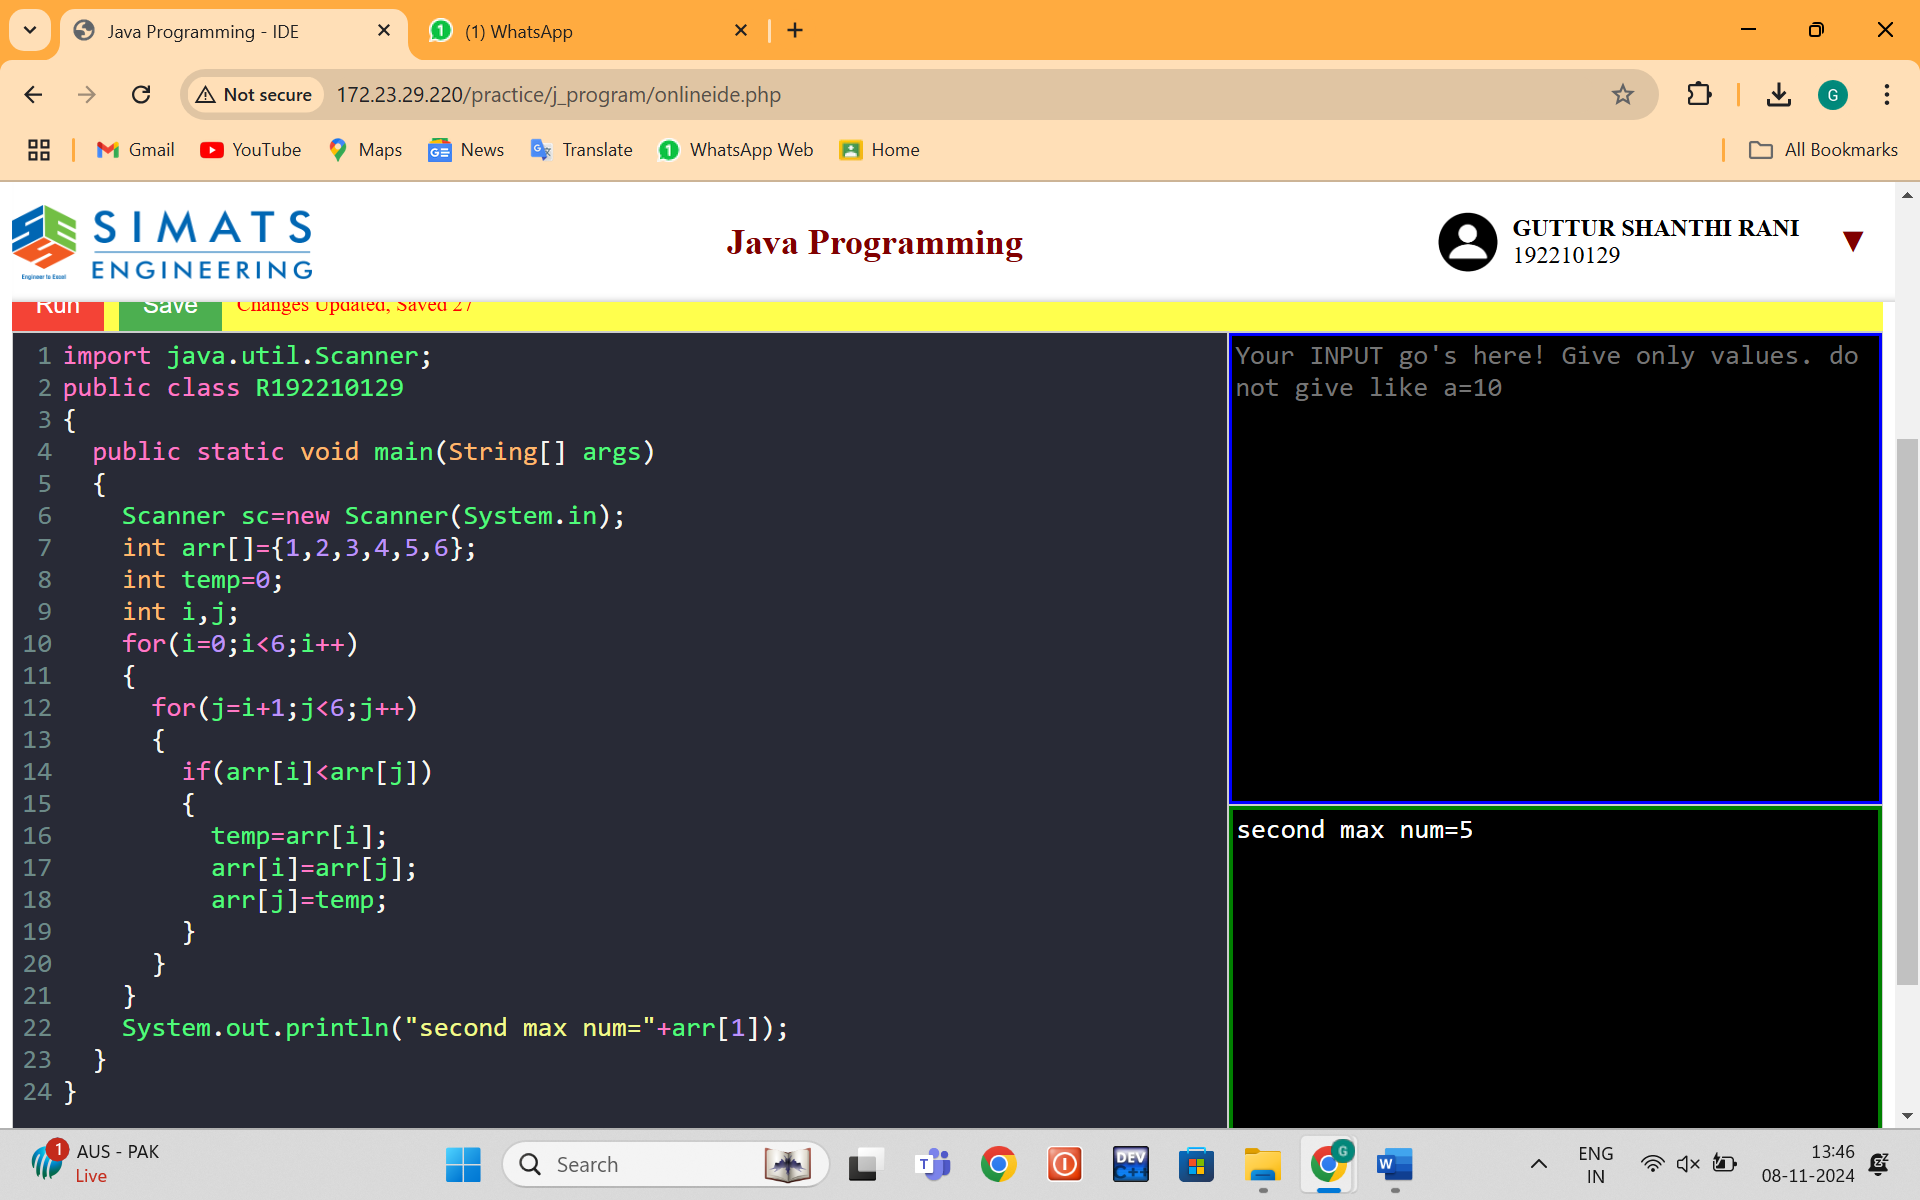 Java Programming - IDE
(1) WhatsApp
Not secure
172.23.29.220/practice/j_program/onlineide.php
G
Gmail
YouTube
Maps
News
Translate
WhatsApp Web
Home
All Bookmarks
SIMATS
ENGINEERING
Engineer to Excel
Java Programming
GUTTUR SHANTHI RANI
192210129
Run
Save
Changes Updated, Saved 27
1 import java.util.Scanner;
2 public class R192210129
3 {
4   public static void main(String[] args)
5   {
6     Scanner sc=new Scanner(System.in);
7     int arr[]={1,2,3,4,5,6};
8     int temp=0;
9     int i,j;
10     for(i=0;i<6;i++)
11     {
12       for(j=i+1;j<6;j++)
13       {
14         if(arr[i]<arr[j])
15         {
16           temp=arr[i];
17           arr[i]=arr[j];
18           arr[j]=temp;
19         }
20       }
21     }
22     System.out.println("second max num="+arr[1]);
23   }
24 }
Your INPUT go's here! Give only values. do
not give like a=10
second max num=5
1
AUS - PAK
Live
Search
DEV
C++
G
ENG
IN
13:46
08-11-2024